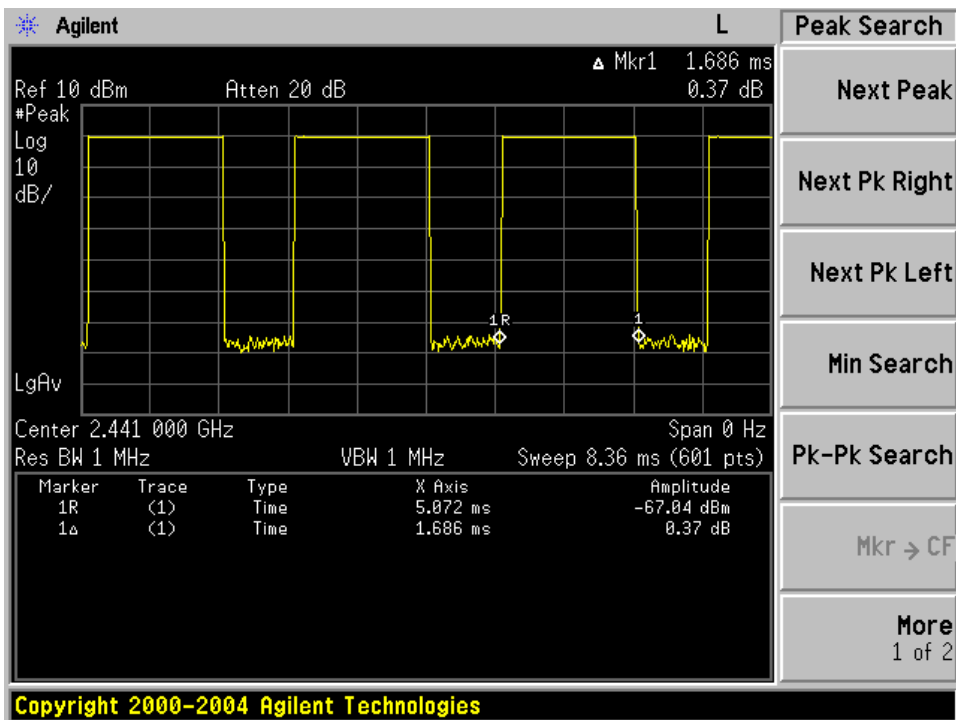 Agilent L Peak Search
Δ Mkr1 1.686 ms
Ref 10 dBm Atten 20 dB 0.37 dB
#Peak
Log
10
dB/
1R 1
LgAv
Center 2.441 000 GHz Span 0 Hz
Res BW 1 MHz VBW 1 MHz Sweep 8.36 ms (601 pts)
Marker Trace Type X Axis Amplitude
1R (1) Time 5.072 ms -67.04 dBm
1Δ (1) Time 1.686 ms 0.37 dB
Next Peak
Next Pk Right
Next Pk Left
Min Search
Pk-Pk Search
Mkr → CF
More
1 of 2
Copyright 2000-2004 Agilent Technologies